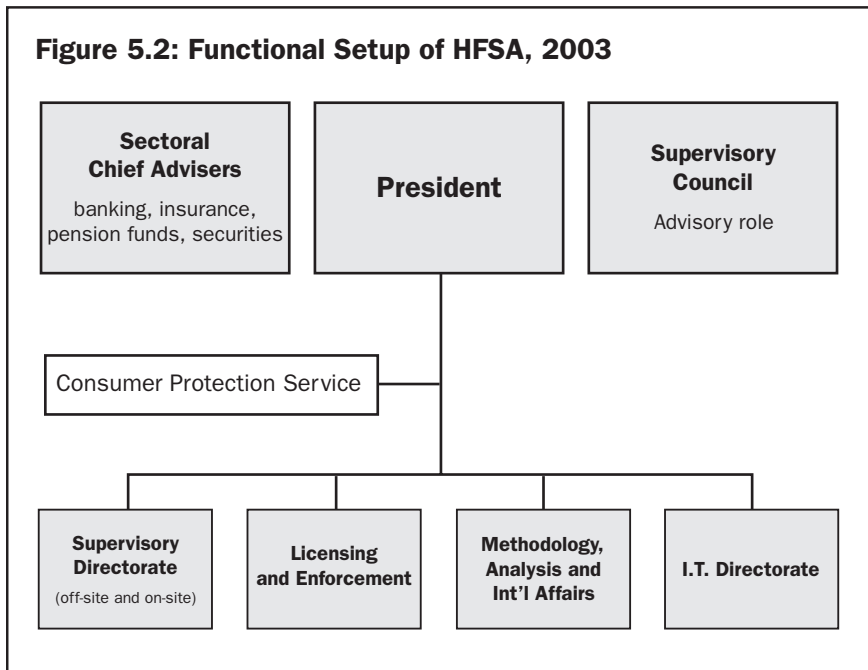 Figure 5.2: Functional Setup of HFSA, 2003
Sectoral
Chief Advisers
banking, insurance,
pension funds, securities
President
Supervisory
Council
Advisory role
Consumer Protection Service
Supervisory
Directorate
(off-site and on-site)
Licensing
and Enforcement
Methodology,
Analysis and
Int'l Affairs
I.T. Directorate